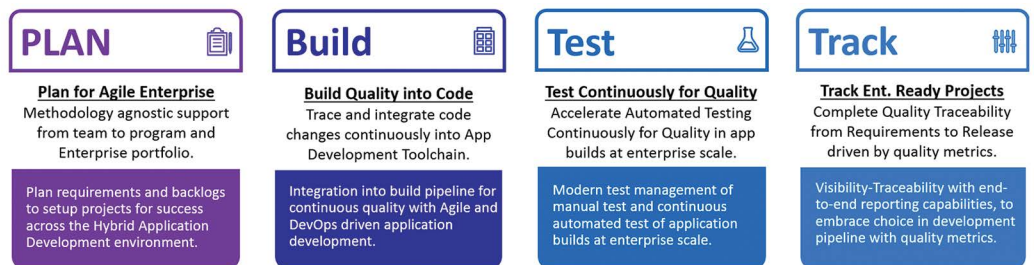 PLAN
Plan for Agile Enterprise
Methodology agnostic support
from team to program and
Enterprise portfolio.
Plan requirements and backlogs
to setup projects for success
across the Hybrid Application
Development environment.
Build
Build Quality into Code
Trace and integrate code
changes continuously into App
Development Toolchain.
Integration into build pipeline for
continuous quality with Agile and
DevOps driven application
development.
Test
Test Continuously for Quality
Accelerate Automated Testing
Continuously for Quality in app
builds at enterprise scale.
Modern test management of
manual test and continuous
automated test of application
builds at enterprise scale.
Track
Track Ent. Ready Projects
Complete Quality Traceability
from Requirements to Release
driven by quality metrics.
Visibility-Traceability with end-
to-end reporting capabilities, to
embrace choice in development
pipeline with quality metrics.